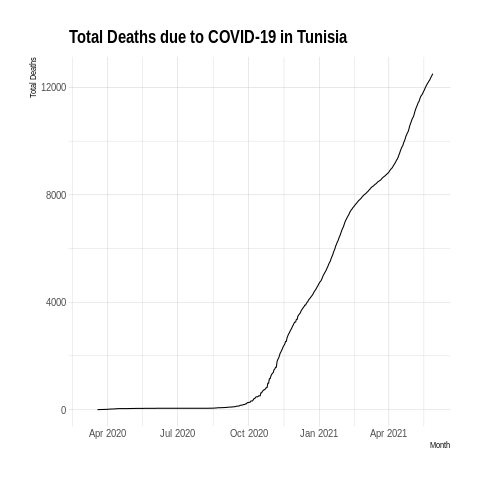 Total Deaths due to COVID-19 in Tunisia
Total Deaths
12000
8000
4000
0
Apr 2020 Jul 2020 Oct 2020 Jan 2021 Apr 2021
Month